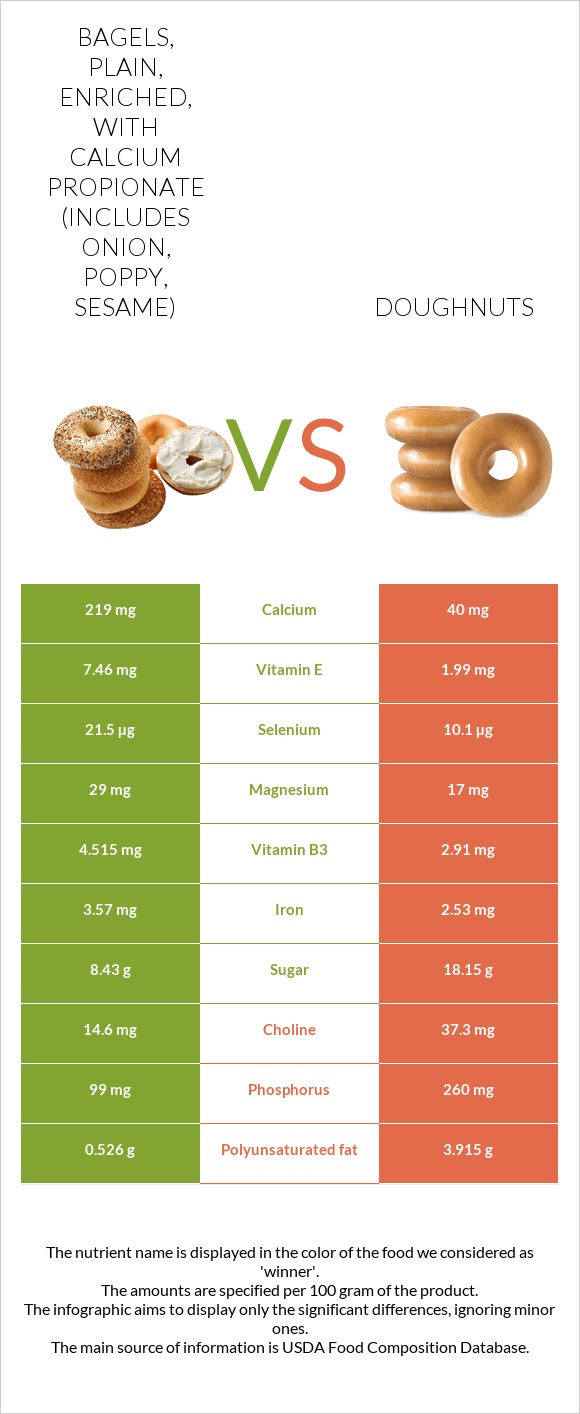 BAGELS,
PLAIN,
ENRICHED,
WITH
CALCIUM
PROPIONATE
(INCLUDES
ONION,
POPPY,
SESAME)
DOUGHNUTS
VS
219 mg Calcium 40 mg
7.46 mg Vitamin E 1.99 mg
21.5 µg Selenium 10.1 µg
29 mg Magnesium 17 mg
4.515 mg Vitamin B3 2.91 mg
3.57 mg Iron 2.53 mg
8.43 g Sugar 18.15 g
14.6 mg Choline 37.3 mg
99 mg Phosphorus 260 mg
0.526 g Polyunsaturated fat 3.915 g
The nutrient name is displayed in the color of the food we considered as
'winner'.
The amounts are specified per 100 gram of the product.
The infographic aims to display only the significant differences, ignoring minor
ones.
The main source of information is USDA Food Composition Database.